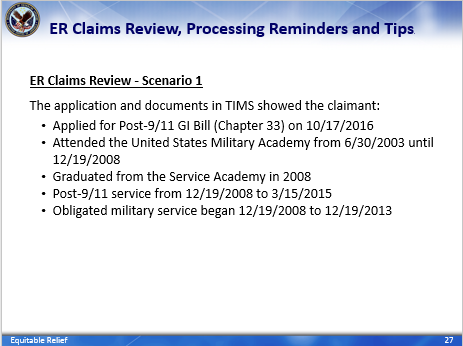 ER Claims Review, Processing Reminders and Tips
ER Claims Review - Scenario 1
The application and documents in TIMS showed the claimant:
• Applied for Post-9/11 GI Bill (Chapter 33) on 10/17/2016
• Attended the United States Military Academy from 6/30/2003 until
12/19/2008
• Graduated from the Service Academy in 2008
• Post-9/11 service from 12/19/2008 to 3/15/2015
• Obligated military service began 12/19/2008 to 12/19/2013
Equitable Relief
27